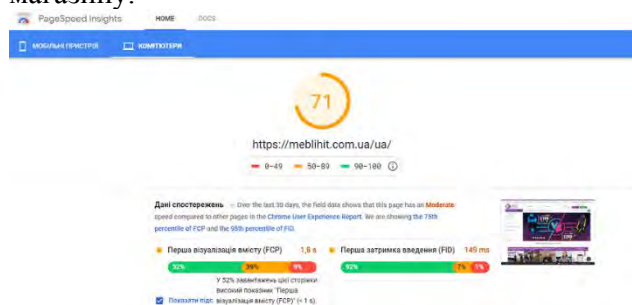 магазину.
PageSpeed Insights HOME DOCS
МОБІЛЬНІ ПРИСТРОЇ КОМП'ЮТЕРИ
71
https://meblihit.com.ua/ua/
0–49 50–89 90–100
Дані спостережень – Over the last 30 days, the field data shows that this page has an Moderate
speed compared to other pages in the Chrome User Experience Report. We are showing the 75th
percentile of FCP and the 95th percentile of FID.
Перша візуалізація вмісту (FCP) 1,8 s
Перша затримка введення (FID) 149 ms
52% 39% 9%
92% 7% 1%
У 52% завантажень цієї сторінки
високий показник "Перша
Показати підс візуалізація вмісту (FCP)" (< 1 s).